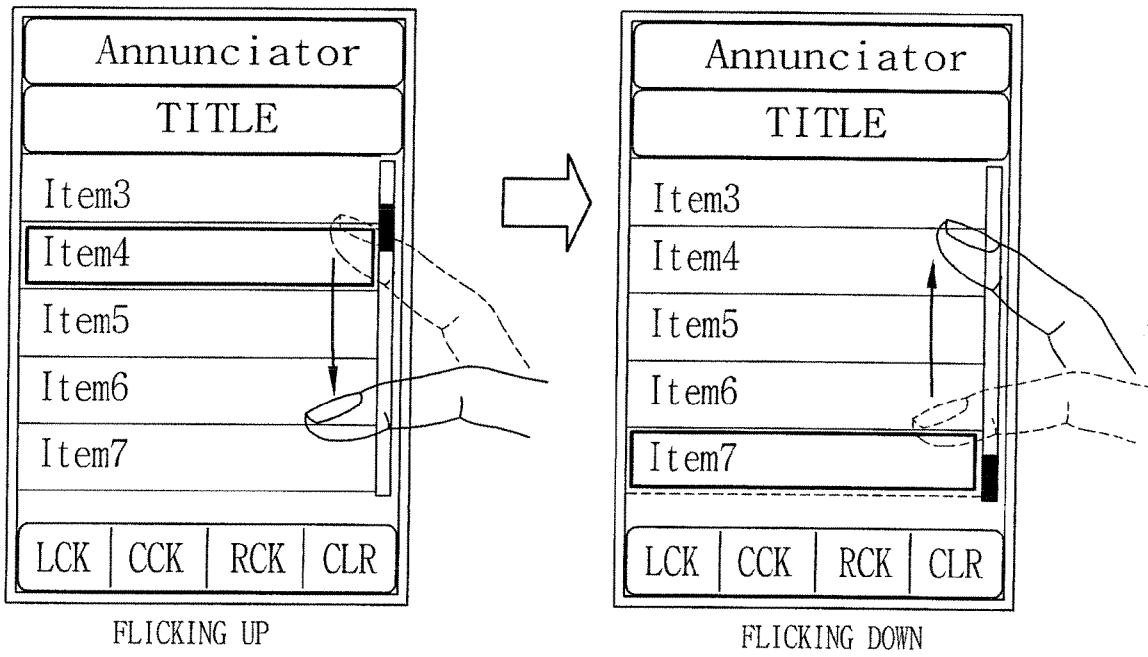 Annunciator
TITLE
Item3
Item4
Item5
Item6
Item7
LCK CCK RCK CLR
FLICKING UP
Annunciator
TITLE
Item3
Item4
Item5
Item6
Item7
LCK CCK RCK CLR
FLICKING DOWN